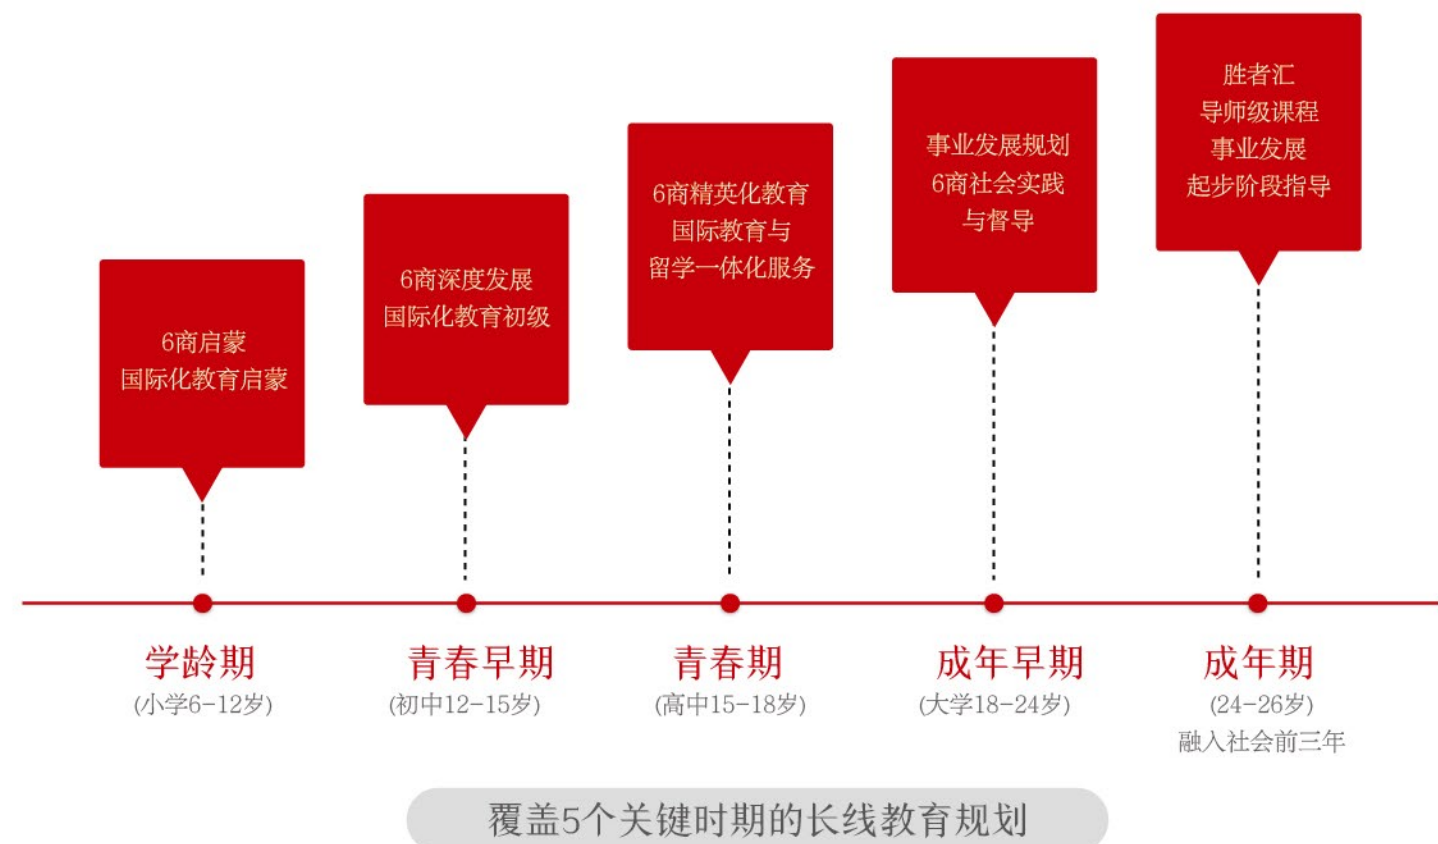 胜者汇
导师级课程
事业发展
起步阶段指导
事业发展规划
6商社会实践
与督导
6商精英化教育
国际教育与
留学一体化服务
6商深度发展
国际化教育初级
6商启蒙
国际化教育启蒙
学龄期
(小学6-12岁)
青春早期
(初中12-15岁)
青春期
(高中15-18岁)
成年早期
(大学18-24岁)
成年期
(24-26岁)
融入社会前三年
覆盖5个关键时期的长线教育规划